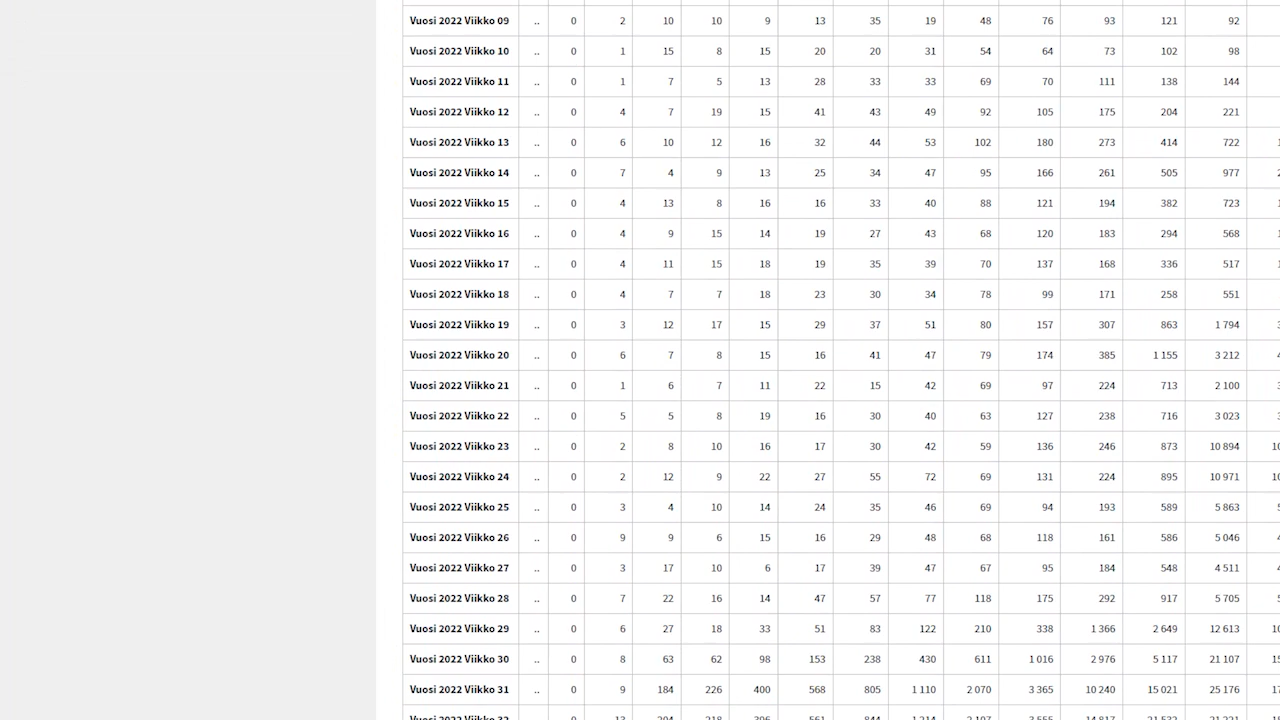 Vuosi 2022 Viikko 09 .. 0 2 10 10 9 13 35 19 48 76 93 121 92
Vuosi 2022 Viikko 10 .. 0 1 15 8 15 20 20 31 54 64 73 102 98
Vuosi 2022 Viikko 11 .. 0 1 7 5 13 28 33 33 69 70 111 138 144
Vuosi 2022 Viikko 12 .. 0 4 7 19 15 41 43 49 92 105 175 204 221
Vuosi 2022 Viikko 13 .. 0 6 10 12 16 32 44 53 102 180 273 414 722
Vuosi 2022 Viikko 14 .. 0 7 4 9 13 25 34 47 95 166 261 505 977
Vuosi 2022 Viikko 15 .. 0 4 13 8 16 16 33 40 88 121 194 382 723
Vuosi 2022 Viikko 16 .. 0 4 9 15 14 19 27 43 68 120 183 294 568
Vuosi 2022 Viikko 17 .. 0 4 11 15 18 19 35 39 70 137 168 336 517
Vuosi 2022 Viikko 18 .. 0 4 7 7 18 23 30 34 78 99 171 258 551
Vuosi 2022 Viikko 19 .. 0 3 12 17 15 29 37 51 80 157 307 863 1 794
Vuosi 2022 Viikko 20 .. 0 6 7 8 15 16 41 47 79 174 385 1 155 3 212
Vuosi 2022 Viikko 21 .. 0 1 6 7 11 22 15 42 69 97 224 713 2 100
Vuosi 2022 Viikko 22 .. 0 5 5 8 19 16 30 40 63 127 238 716 3 023
Vuosi 2022 Viikko 23 .. 0 2 8 10 16 17 30 42 59 136 246 873 10 894
Vuosi 2022 Viikko 24 .. 0 2 12 9 22 27 55 72 69 131 224 895 10 971
Vuosi 2022 Viikko 25 .. 0 3 4 10 14 24 35 46 69 94 193 589 5 863
Vuosi 2022 Viikko 26 .. 0 9 9 6 15 16 29 48 68 118 161 586 5 046
Vuosi 2022 Viikko 27 .. 0 3 17 10 6 17 39 47 67 95 184 548 4 511
Vuosi 2022 Viikko 28 .. 0 7 22 16 14 47 57 77 118 175 292 917 5 705
Vuosi 2022 Viikko 29 .. 0 6 27 18 33 51 83 122 210 338 1 366 2 649 12 613
Vuosi 2022 Viikko 30 .. 0 8 63 62 98 153 238 430 611 1 016 2 976 5 117 21 107
Vuosi 2022 Viikko 31 .. 0 9 184 226 400 568 805 1 110 2 070 3 365 10 240 15 021 25 176
Vuosi 2022 Viikko